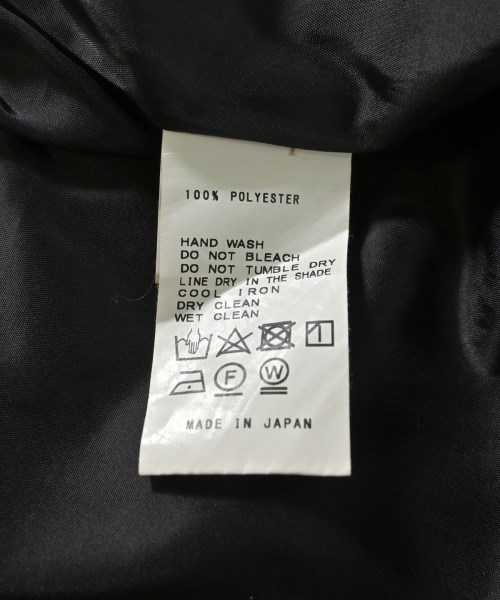 100% POLYESTER
HAND WASH
DO NOT BLEACH
DO NOT TUMBLE DRY
LINE DRY IN THE SHADE
COOL IRON
DRY CLEAN
WET CLEAN
F W
MADE IN JAPAN